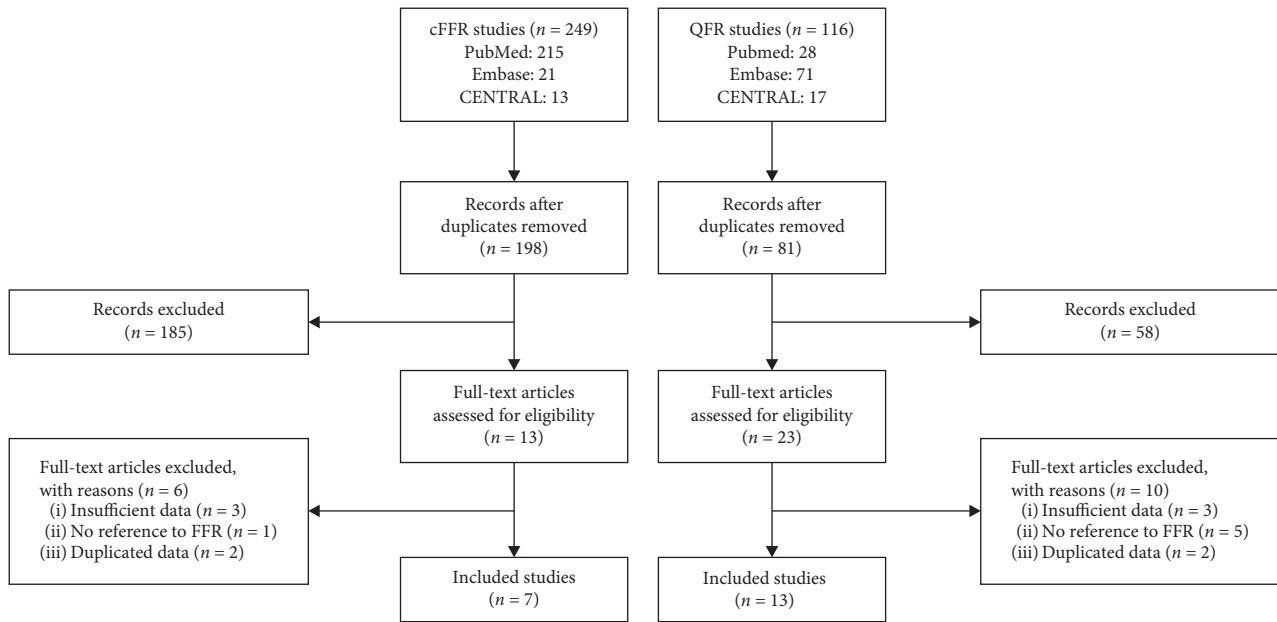 cFFR studies (n = 249)
PubMed: 215
Embase: 21
CENTRAL: 13
QFR studies (n = 116)
Pubmed: 28
Embase: 71
CENTRAL: 17
Records after
duplicates removed
(n = 198)
Records after
duplicates removed
(n = 81)
Records excluded
(n = 185)
Records excluded
(n = 58)
Full-text articles
assessed for eligibility
(n = 13)
Full-text articles
assessed for eligibility
(n = 23)
Full-text articles excluded,
with reasons (n = 6)
(i) Insufficient data (n = 3)
(ii) No reference to FFR (n = 1)
(iii) Duplicated data (n = 2)
Full-text articles excluded,
with reasons (n = 10)
(i) Insufficient data (n = 3)
(ii) No reference to FFR (n = 5)
(iii) Duplicated data (n = 2)
Included studies
(n = 7)
Included studies
(n = 13)